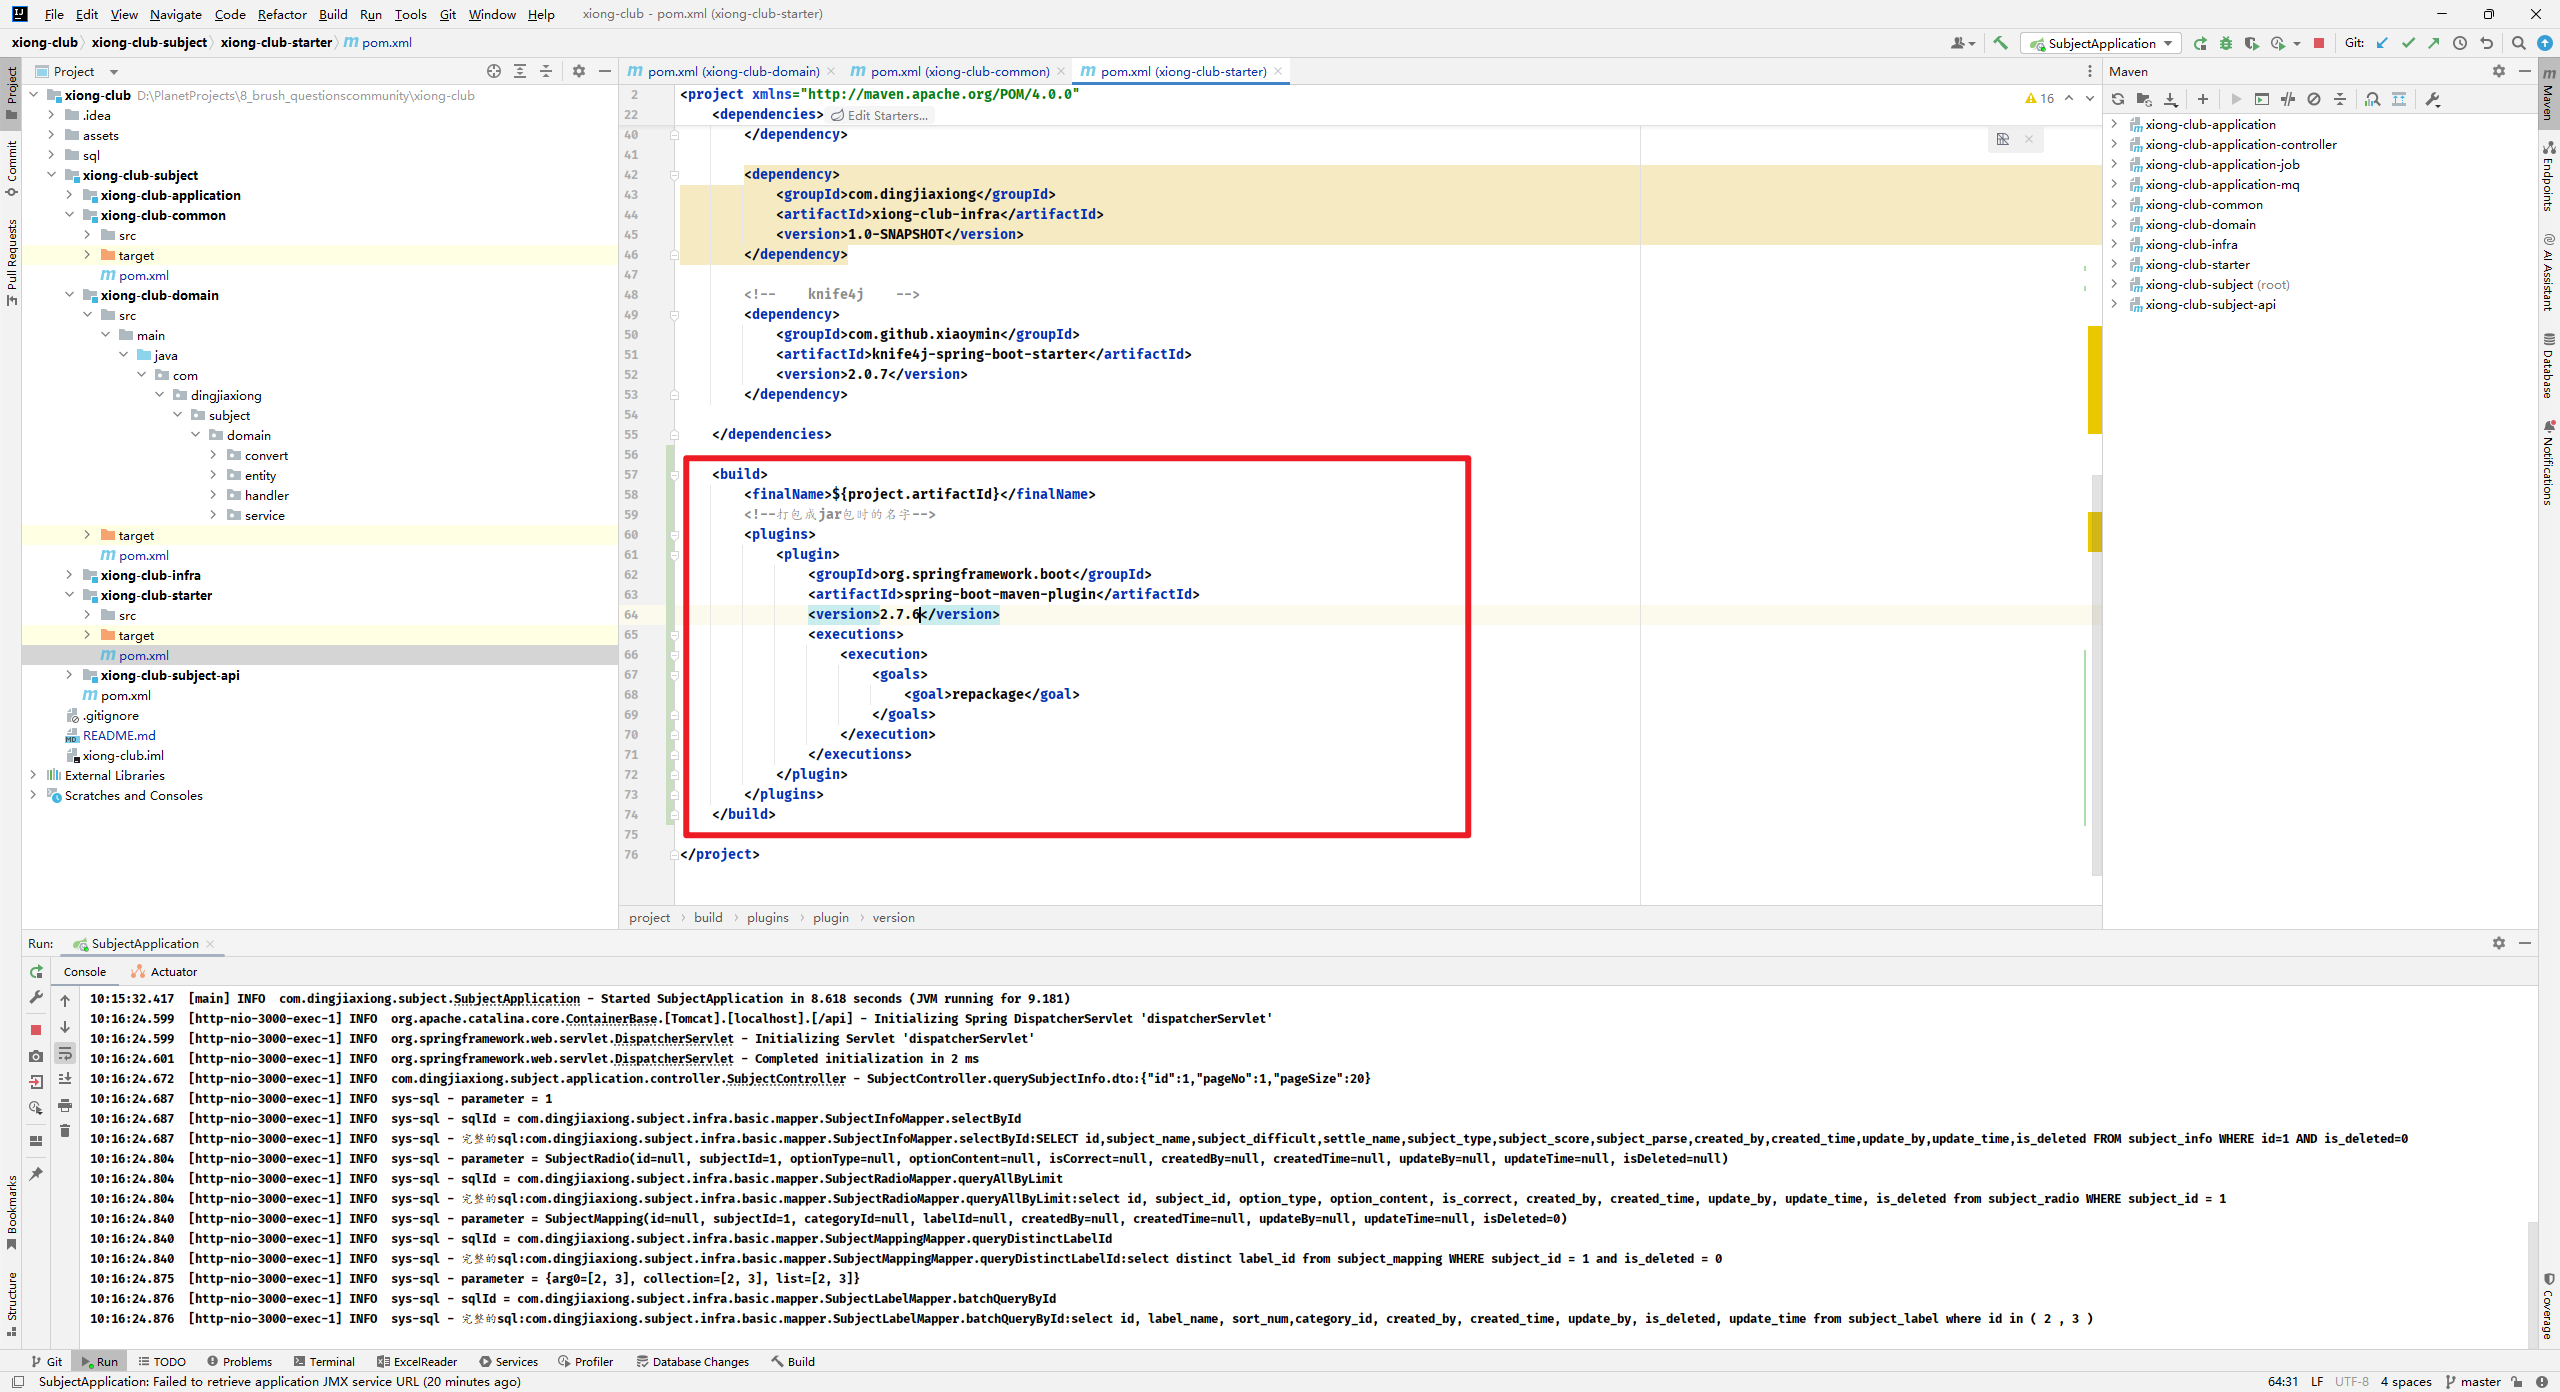 File Edit View Navigate Code Refactor Build Run Tools Git Window Help xiong-club - pom.xml (xiong-club-starter)
xiong-club xiong-club-subject xiong-club-starter pom.xml
SubjectApplication Git:
Project
pom.xml (xiong-club-domain) pom.xml (xiong-club-common) pom.xml (xiong-club-starter)
Maven
Project
Commit
Pull Requests
Bookmarks
Structure
xiong-club D:\PlanetProjects\8_brush_questionscommunity\xiong-club
.idea
assets
sql
xiong-club-subject
xiong-club-application
xiong-club-common
src
target
pom.xml
xiong-club-domain
src
main
java
com
dingjiaxiong
subject
domain
convert
entity
handler
service
target
pom.xml
xiong-club-infra
xiong-club-starter
src
target
pom.xml
xiong-club-subject-api
pom.xml
.gitignore
README.md
xiong-club.iml
External Libraries
Scratches and Consoles
16
2 <project xmlns="http://maven.apache.org/POM/4.0.0"
22 <dependencies> Edit Starters...
40 </dependency>
41
42 <dependency>
43 <groupId>com.dingjiaxiong</groupId>
44 <artifactId>xiong-club-infra</artifactId>
45 <version>1.0-SNAPSHOT</version>
46 </dependency>
47
48 <!-- knife4j -->
49 <dependency>
50 <groupId>com.github.xiaoymin</groupId>
51 <artifactId>knife4j-spring-boot-starter</artifactId>
52 <version>2.0.7</version>
53 </dependency>
54
55 </dependencies>
56
57 <build>
58 <finalName>${project.artifactId}</finalName>
59 <!--打包成jar包时的名字-->
60 <plugins>
61 <plugin>
62 <groupId>org.springframework.boot</groupId>
63 <artifactId>spring-boot-maven-plugin</artifactId>
64 <version>2.7.6</version>
65 <executions>
66 <execution>
67 <goals>
68 <goal>repackage</goal>
69 </goals>
70 </execution>
71 </executions>
72 </plugin>
73 </plugins>
74 </build>
75
76 </project>
project build plugins plugin version
xiong-club-application
xiong-club-application-controller
xiong-club-application-job
xiong-club-application-mq
xiong-club-common
xiong-club-domain
xiong-club-infra
xiong-club-starter
xiong-club-subject (root)
xiong-club-subject-api
Maven
Endpoints
AI Assistant
Database
Notifications
Coverage
Run: SubjectApplication
Console Actuator
10:15:32.417 [main] INFO com.dingjiaxiong.subject.SubjectApplication - Started SubjectApplication in 8.618 seconds (JVM running for 9.181)
10:16:24.599 [http-nio-3000-exec-1] INFO org.apache.catalina.core.ContainerBase.[Tomcat].[localhost].[/api] - Initializing Spring DispatcherServlet 'dispatcherServlet'
10:16:24.599 [http-nio-3000-exec-1] INFO org.springframework.web.servlet.DispatcherServlet - Initializing Servlet 'dispatcherServlet'
10:16:24.601 [http-nio-3000-exec-1] INFO org.springframework.web.servlet.DispatcherServlet - Completed initialization in 2 ms
10:16:24.672 [http-nio-3000-exec-1] INFO com.dingjiaxiong.subject.application.controller.SubjectController - SubjectController.querySubjectInfo.dto:{"id":1,"pageNo":1,"pageSize":20}
10:16:24.687 [http-nio-3000-exec-1] INFO sys-sql - parameter = 1
10:16:24.687 [http-nio-3000-exec-1] INFO sys-sql - sqlId = com.dingjiaxiong.subject.infra.basic.mapper.SubjectInfoMapper.selectById
10:16:24.687 [http-nio-3000-exec-1] INFO sys-sql - 完整的sql:com.dingjiaxiong.subject.infra.basic.mapper.SubjectInfoMapper.selectById:SELECT id,subject_name,subject_difficult,settle_name,subject_type,subject_score,subject_parse,created_by,created_time,update_by,update_time,is_deleted FROM subject_info WHERE id=1 AND is_deleted=0
10:16:24.804 [http-nio-3000-exec-1] INFO sys-sql - parameter = SubjectRadio(id=null, subjectId=1, optionType=null, optionContent=null, isCorrect=null, createdBy=null, createdTime=null, updateBy=null, updateTime=null, isDeleted=null)
10:16:24.804 [http-nio-3000-exec-1] INFO sys-sql - sqlId = com.dingjiaxiong.subject.infra.basic.mapper.SubjectRadioMapper.queryAllByLimit
10:16:24.804 [http-nio-3000-exec-1] INFO sys-sql - 完整的sql:com.dingjiaxiong.subject.infra.basic.mapper.SubjectRadioMapper.queryAllByLimit:select id, subject_id, option_type, option_content, is_correct, created_by, created_time, update_by, update_time, is_deleted from subject_radio WHERE subject_id = 1
10:16:24.840 [http-nio-3000-exec-1] INFO sys-sql - parameter = SubjectMapping(id=null, subjectId=1, categoryId=null, labelId=null, createdBy=null, createdTime=null, updateBy=null, updateTime=null, isDeleted=0)
10:16:24.840 [http-nio-3000-exec-1] INFO sys-sql - sqlId = com.dingjiaxiong.subject.infra.basic.mapper.SubjectMappingMapper.queryDistinctLabelId
10:16:24.840 [http-nio-3000-exec-1] INFO sys-sql - 完整的sql:com.dingjiaxiong.subject.infra.basic.mapper.SubjectMappingMapper.queryDistinctLabelId:select distinct label_id from subject_mapping WHERE subject_id = 1 and is_deleted = 0
10:16:24.875 [http-nio-3000-exec-1] INFO sys-sql - parameter = {arg0=[2, 3], collection=[2, 3], list=[2, 3]}
10:16:24.876 [http-nio-3000-exec-1] INFO sys-sql - sqlId = com.dingjiaxiong.subject.infra.basic.mapper.SubjectLabelMapper.batchQueryById
10:16:24.876 [http-nio-3000-exec-1] INFO sys-sql - 完整的sql:com.dingjiaxiong.subject.infra.basic.mapper.SubjectLabelMapper.batchQueryById:select id, label_name, sort_num,category_id, created_by, created_time, update_by, is_deleted, update_time from subject_label where id in ( 2 , 3 )
Git Run TODO Problems Terminal ExcelReader Services Profiler Database Changes Build
SubjectApplication: Failed to retrieve application JMX service URL (20 minutes ago) 64:31 LF UTF-8 4 spaces master